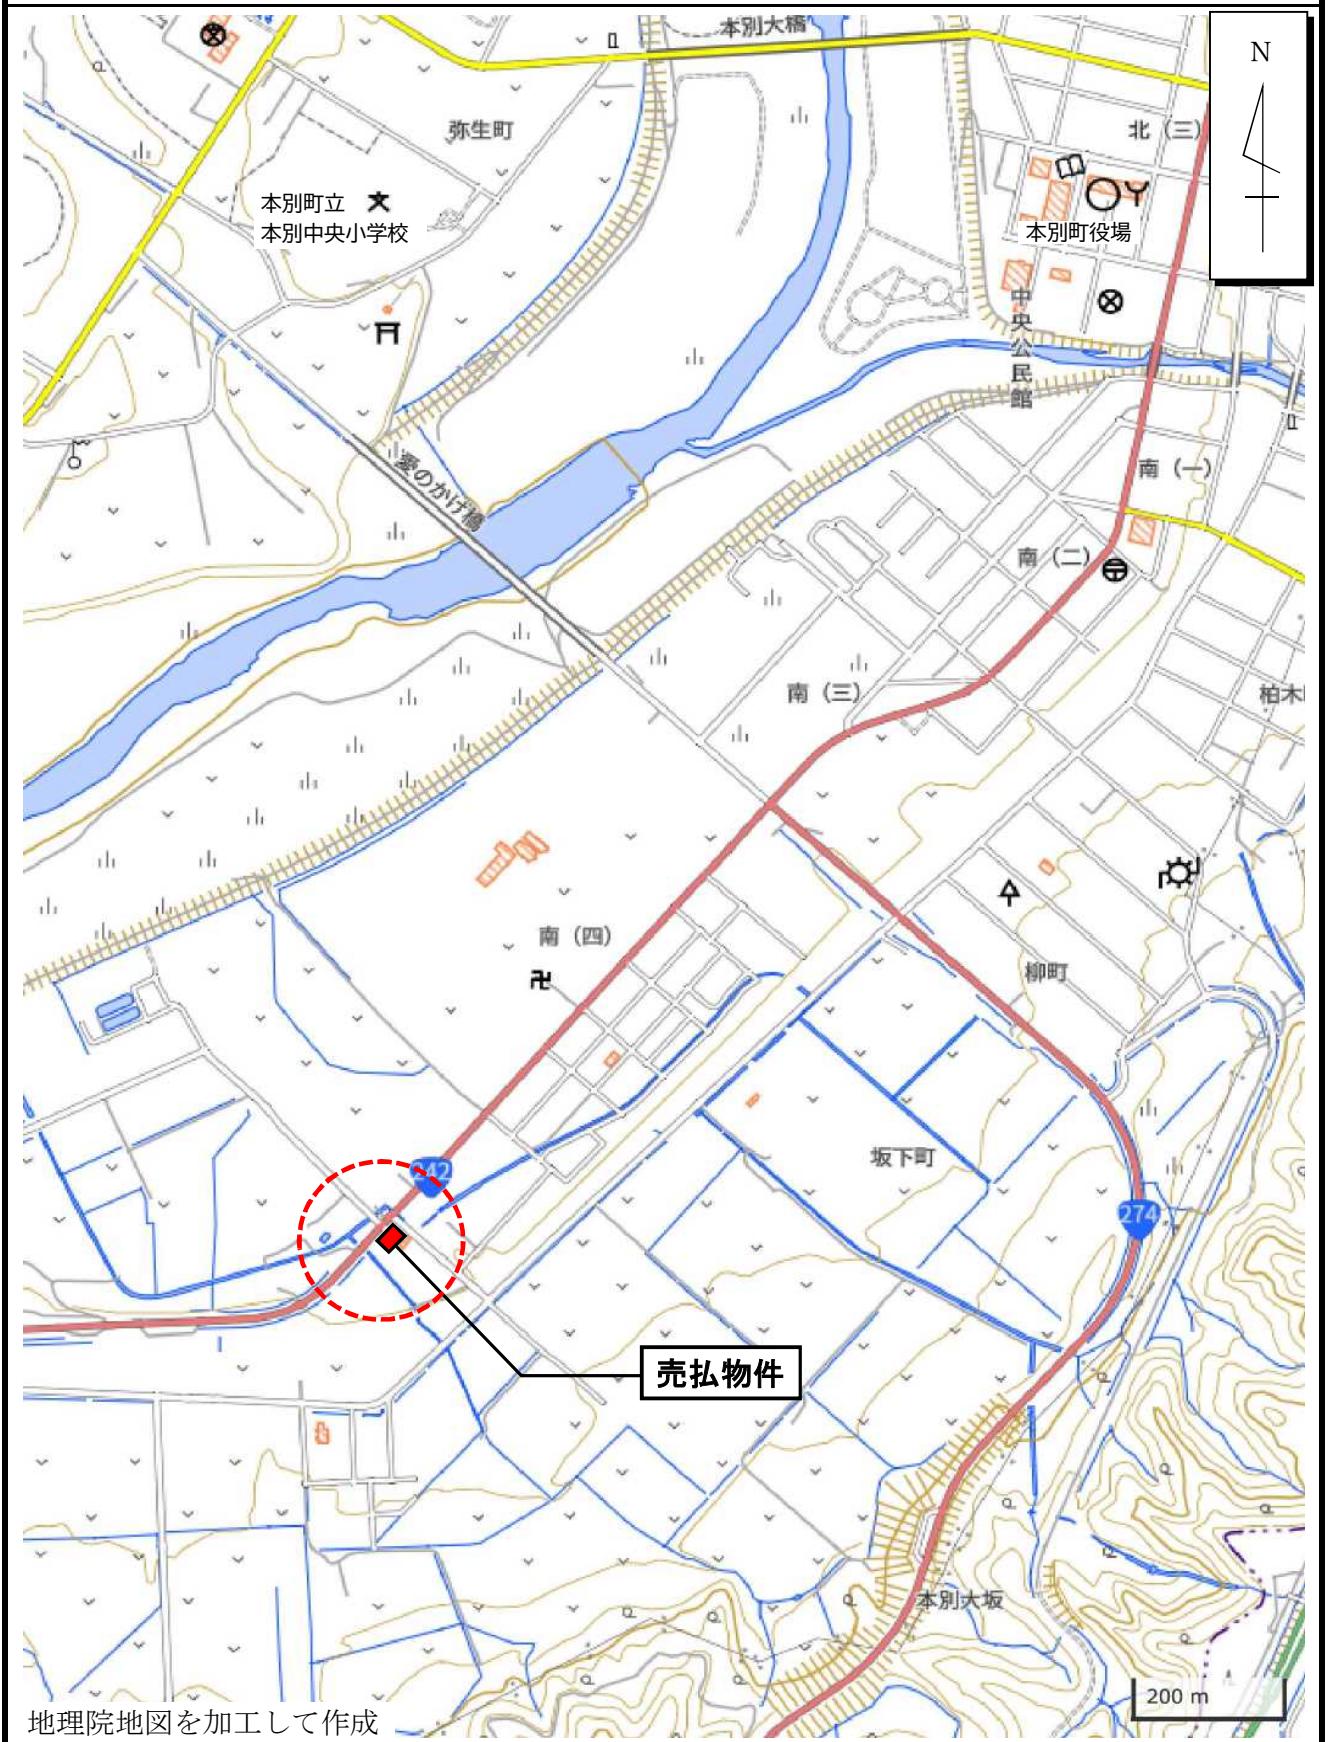 本別大橋
N
弥生町
北(三)
本別町立
本別中央小学校
本別町役場
中央公民館
愛のかけ橋
南(一)
南(二)
南(三)
柏木
南(四)
柳町
坂下町
242
274
売払物件
本別大坂
200 m
地理院地図を加工して作成